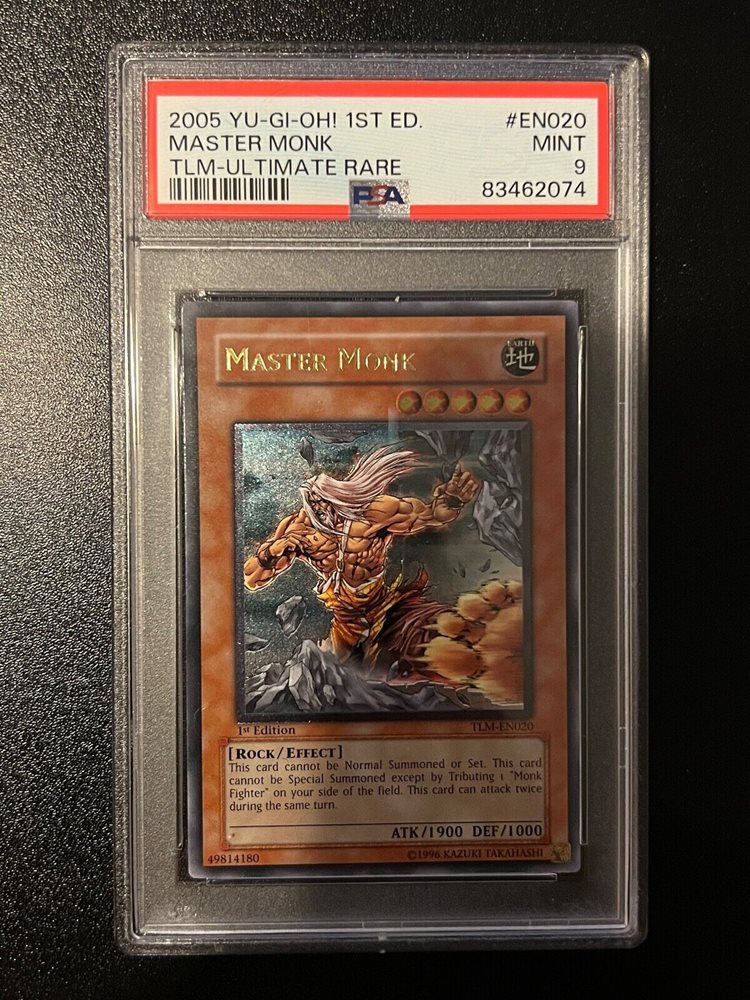 2005 YU-GI-OH! 1ST ED. #EN020
MASTER MONK MINT
TLM-ULTIMATE RARE 9
PSA 83462074
MASTER MONK
EARTH
地
1st Edition TLM-EN020
[ROCK/EFFECT]
This card cannot be Normal Summoned or Set. This card
cannot be Special Summoned except by Tributing 1 "Monk
Fighter" on your side of the field. This card can attack twice
during the same turn.
ATK/1900 DEF/1000
49814180 ©1996 KAZUKI TAKAHASHI